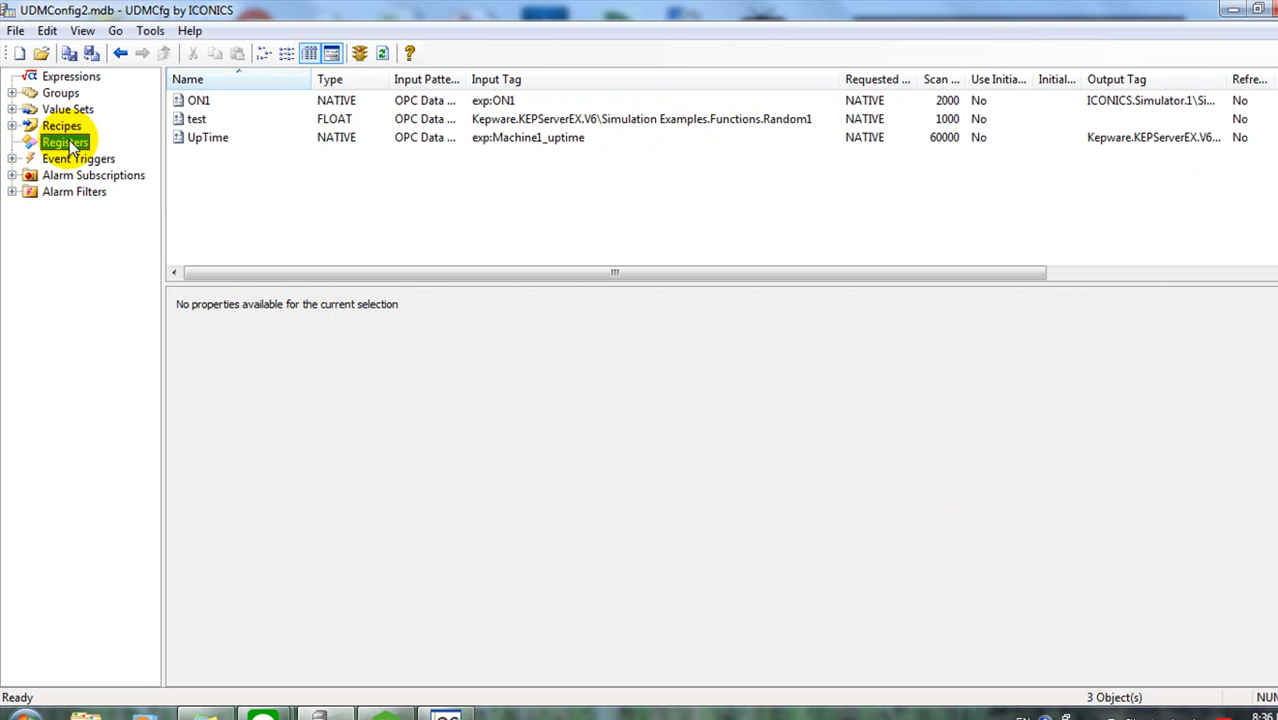 UDMConfig2.mdb - UDMCfg by ICONICS
File Edit View Go Tools Help
Expressions
Groups
Value Sets
Recipes
Registers
Event Triggers
Alarm Subscriptions
Alarm Filters
Name Type Input Patte... Input Tag Requested Scan ... Use Initia... Initial... Output Tag Refre...
ON1 NATIVE OPC Data ... exp:ON1 NATIVE 2000 No ICONICS.Simulator.1\Si... No
test FLOAT OPC Data ... Kepware.KEPServerEX.V6\Simulation Examples.Functions.Random1 NATIVE 1000 No No
UpTime NATIVE OPC Data ... exp:Machine1_uptime NATIVE 60000 No Kepware.KEPServerEX.V6... No
No properties available for the current selection
Ready 3 Object(s) NUM
EN 8:36